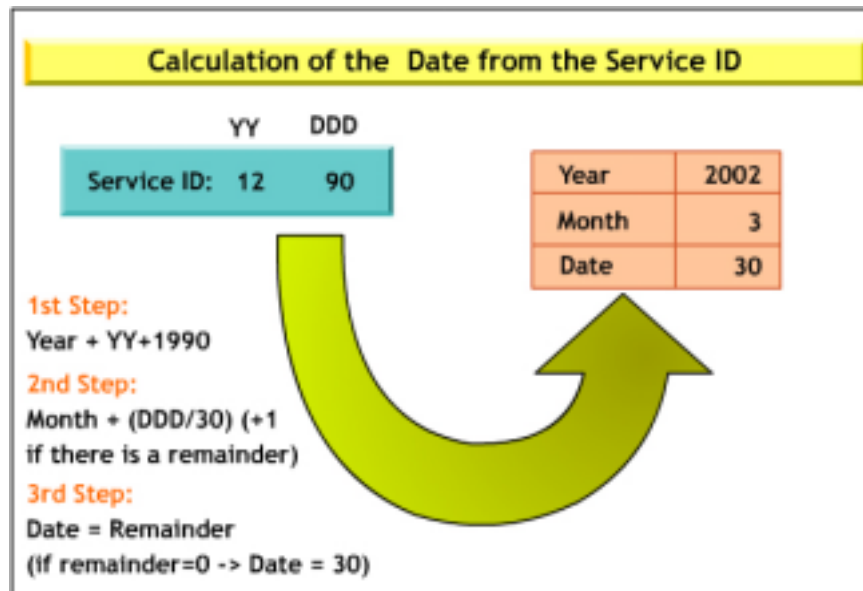 Calculation of the Date from the Service ID
YY DDD
Service ID: 12 90
Year 2002
Month 3
Date 30
1st Step:
Year + YY+1990
2nd Step:
Month + (DDD/30) (+1
if there is a remainder)
3rd Step:
Date = Remainder
(if remainder=0 -> Date = 30)